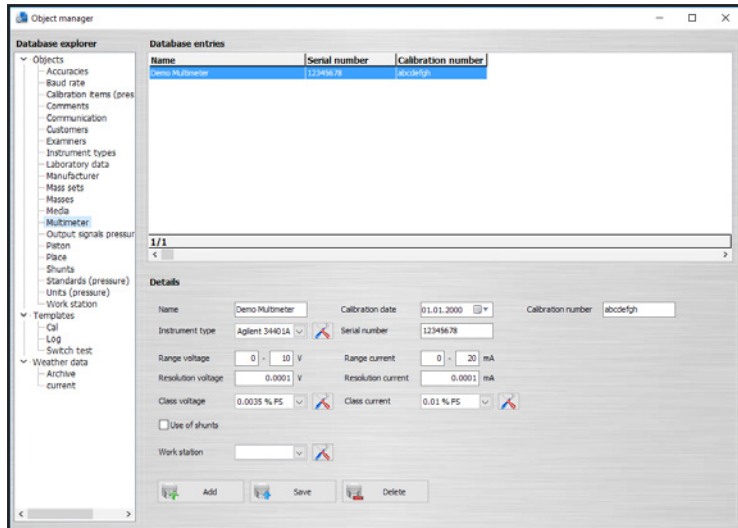 Object manager
Database explorer
Objects
Accuracies
Baud rate
Calibration items (pres
Comments
Communication
Customers
Examiners
Instrument types
Laboratory data
Manufacturer
Mass sets
Masses
Media
Multimeter
Output signals pressur
Piston
Place
Shunts
Standards (pressure)
Units (pressure)
Work station
Templates
Cal
Log
Switch test
Weather data
Archive
current
Database entries
Name Serial number Calibration number
Demo Multimeter 12345678 abcdefgh
1/1
Details
Name Demo Multimeter Calibration date 01.01.2000 Calibration number abcdefgh
Instrument type Agilent 34401A Serial number 12345678
Range voltage 0 - 10 V Range current 0 - 20 mA
Resolution voltage 0.0001 V Resolution current 0.0001 mA
Class voltage 0.0035 % FS Class current 0.01 % FS
Use of shunts
Work station
Add Save Delete